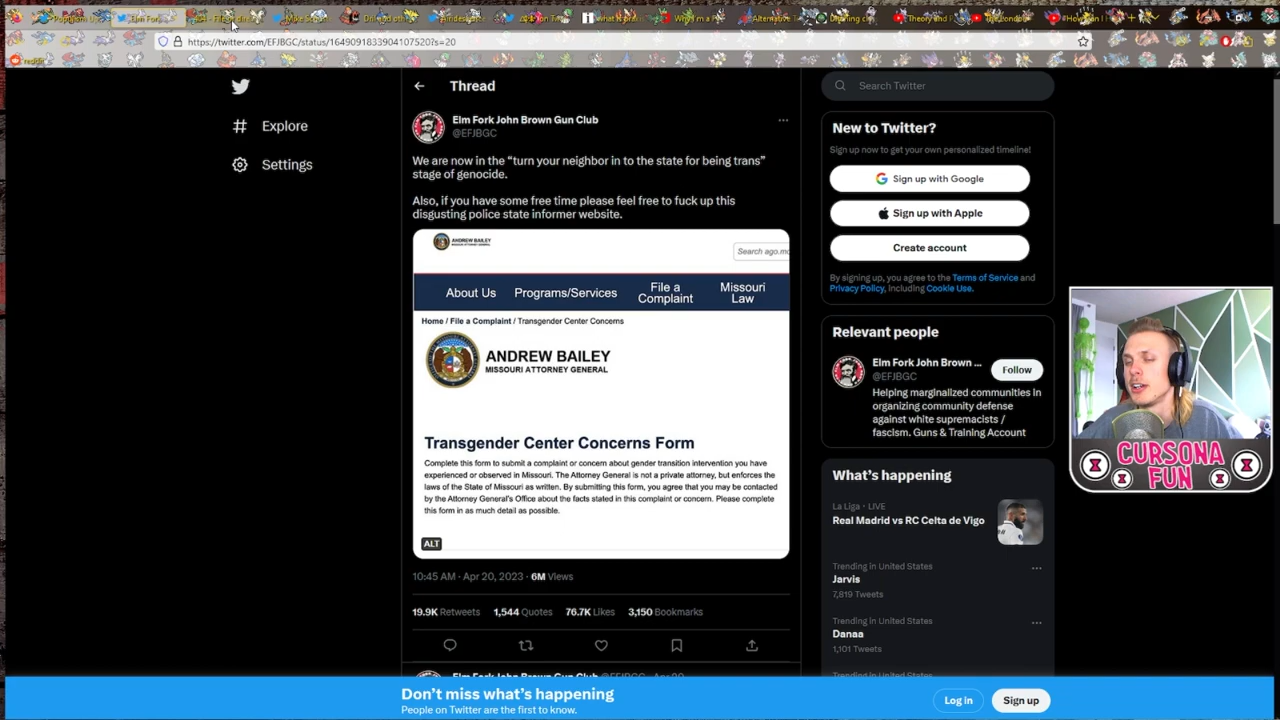 https://twitter.com/EFJBGC/status/1649091833904107520?s=20
reddit
Explore
Settings
Thread
Elm Fork John Brown Gun Club
@EFJBGC
We are now in the “turn your neighbor in to the state for being trans”
stage of genocide.
Also, if you have some free time please feel free to fuck up this
disgusting police state informer website.
ANDREW BAILEY
Search ago.mo
About Us
Programs/Services
File a
Complaint
Missouri
Law
Home / File a Complaint / Transgender Center Concerns
ANDREW BAILEY
MISSOURI ATTORNEY GENERAL
Transgender Center Concerns Form
Complete this form to submit a complaint or concern about gender transition intervention you have
experienced or observed in Missouri. The Attorney General is not a private attorney, but enforces the
laws of the State of Missouri as written. By submitting this form, you agree that you may be contacted
by the Attorney General's Office about the facts stated in this complaint or concern. Please complete
this form in as much detail as possible.
ALT
10:45 AM · Apr 20, 2023 · 6M Views
19.9K Retweets 1,544 Quotes 76.7K Likes 3,150 Bookmarks
Elm Fork John Brown Gun Club @EFJBGC · Apr 20
Search Twitter
New to Twitter?
Sign up now to get your own personalized timeline!
Sign up with Google
Sign up with Apple
Create account
By signing up, you agree to the Terms of Service and
Privacy Policy, including Cookie Use.
Relevant people
Elm Fork John Brown ...
@EFJBGC
Follow
Helping marginalized communities in
organizing community defense
against white supremacists /
fascism. Guns & Training Account
What's happening
La Liga · LIVE
Real Madrid vs RC Celta de Vigo
Trending in United States
Jarvis
7,819 Tweets
Trending in United States
Danaa
1,101 Tweets
Trending in United States
CURSONA
FUN
Don't miss what's happening
People on Twitter are the first to know.
Log in
Sign up